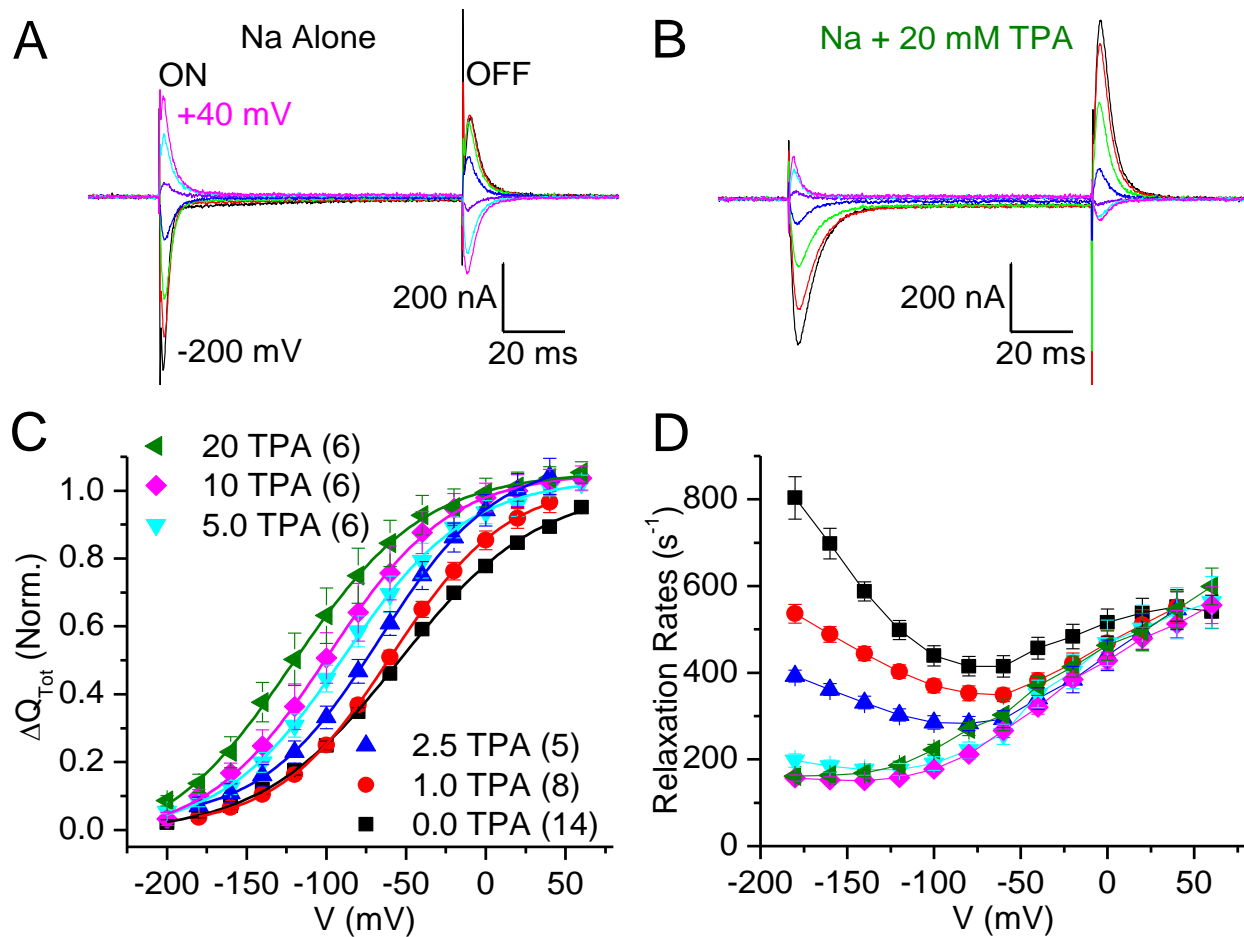 A
Na Alone
ON
OFF
+40 mV
-200 mV
200 nA
20 ms
B
Na + 20 mM TPA
200 nA
20 ms
C
20 TPA (6)
10 TPA (6)
5.0 TPA (6)
2.5 TPA (5)
1.0 TPA (8)
0.0 TPA (14)
ΔQTot (Norm.)
1.0
0.8
0.6
0.4
0.2
0.0
-200 -150 -100 -50 0 50
V (mV)
D
Relaxation Rates (s-1)
800
600
400
200
0
-200 -150 -100 -50 0 50
V (mV)